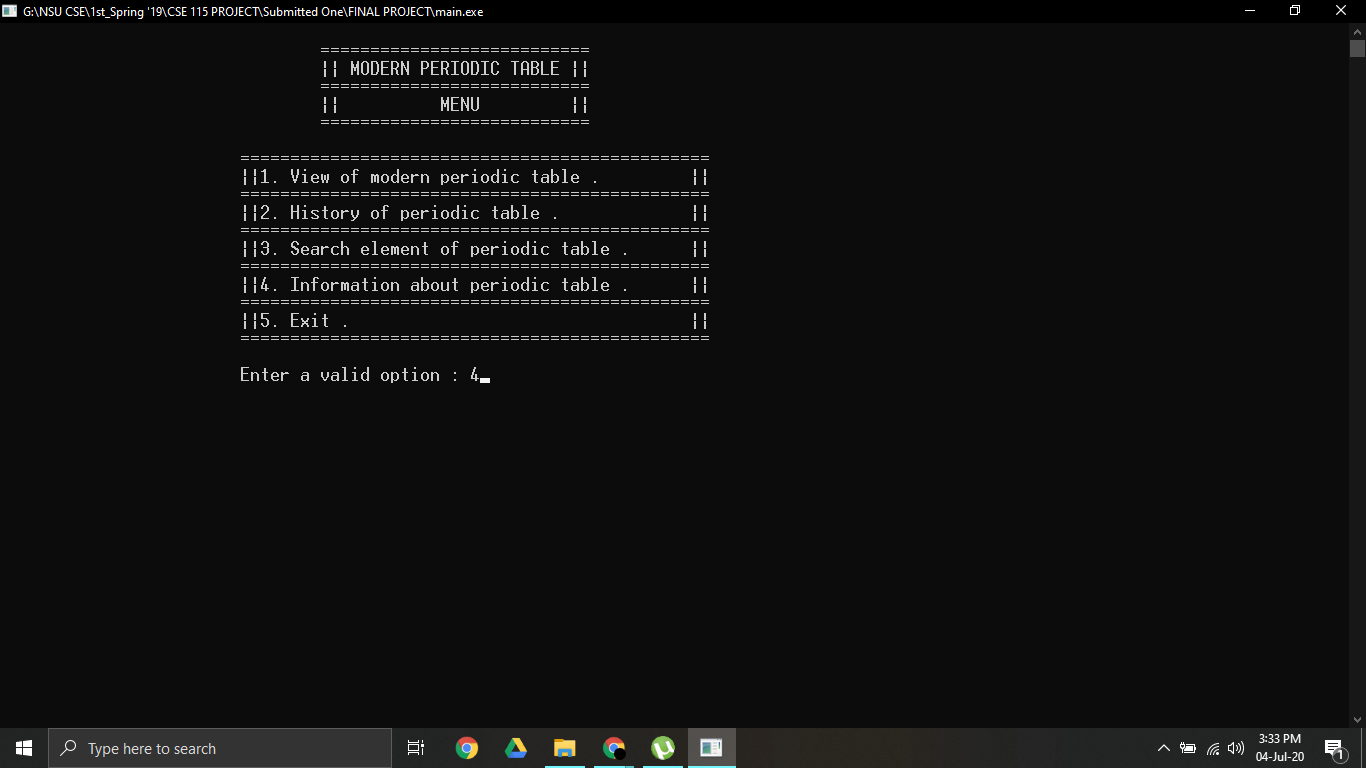 G:\NSU CSE\1st_Spring '19\CSE 115 PROJECT\Submitted One\FINAL PROJECT\main.exe
===========================
|| MODERN PERIODIC TABLE ||
===========================
||          MENU         ||
===========================
===============================================
||1. View of modern periodic table .         ||
===============================================
||2. History of periodic table .             ||
===============================================
||3. Search element of periodic table .      ||
===============================================
||4. Information about periodic table .      ||
===============================================
||5. Exit .                                  ||
===============================================
Enter a valid option : 4
Type here to search
3:33 PM
04-Jul-20
1